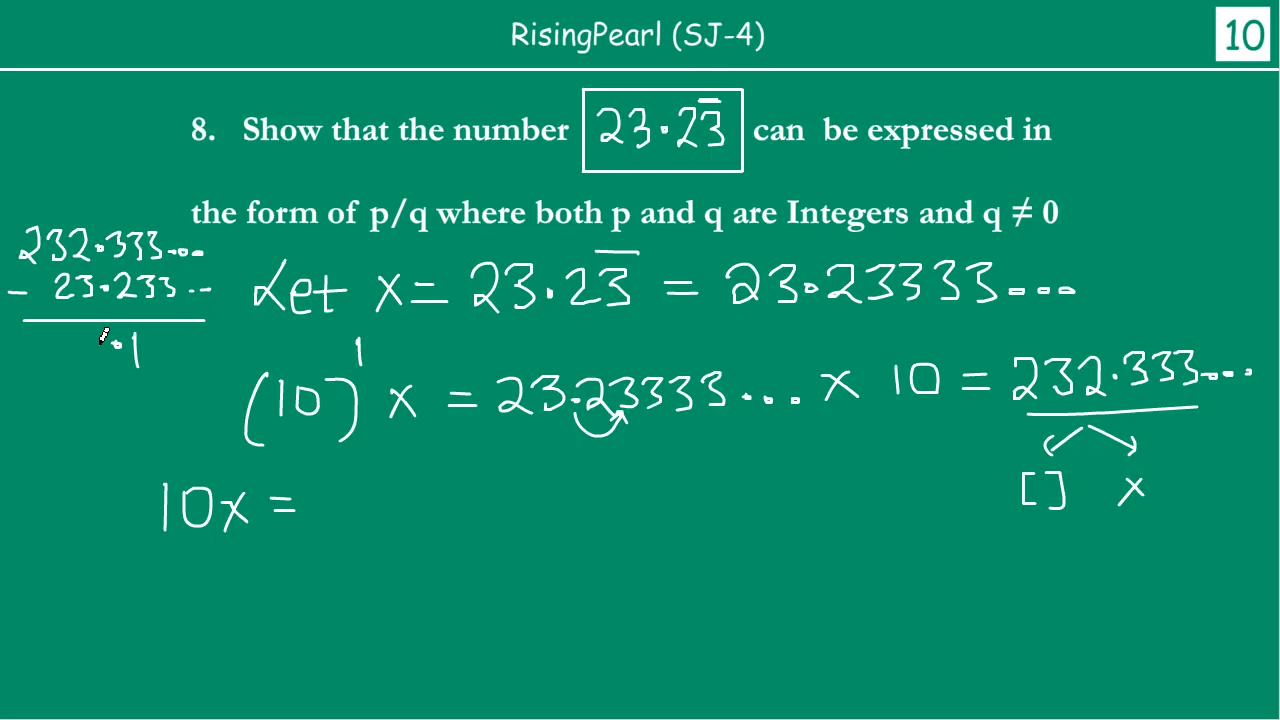 RisingPearl (SJ-4)
10
8. Show that the number 23.23̅ can be expressed in
the form of p/q where both p and q are Integers and q ≠ 0
232.333...
- 23.233...
.1
Let x = 23.23̅ = 23.23333...
(10)¹ x = 23.23333... x 10 = 232.333...
[] x
10x =